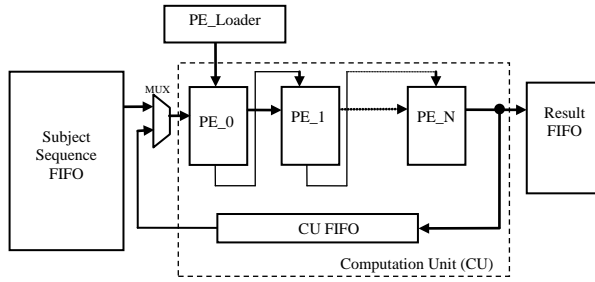 PE_Loader
MUX
Subject
Sequence
FIFO
PE_0
PE_1
PE_N
Result
FIFO
CU FIFO
Computation Unit (CU)